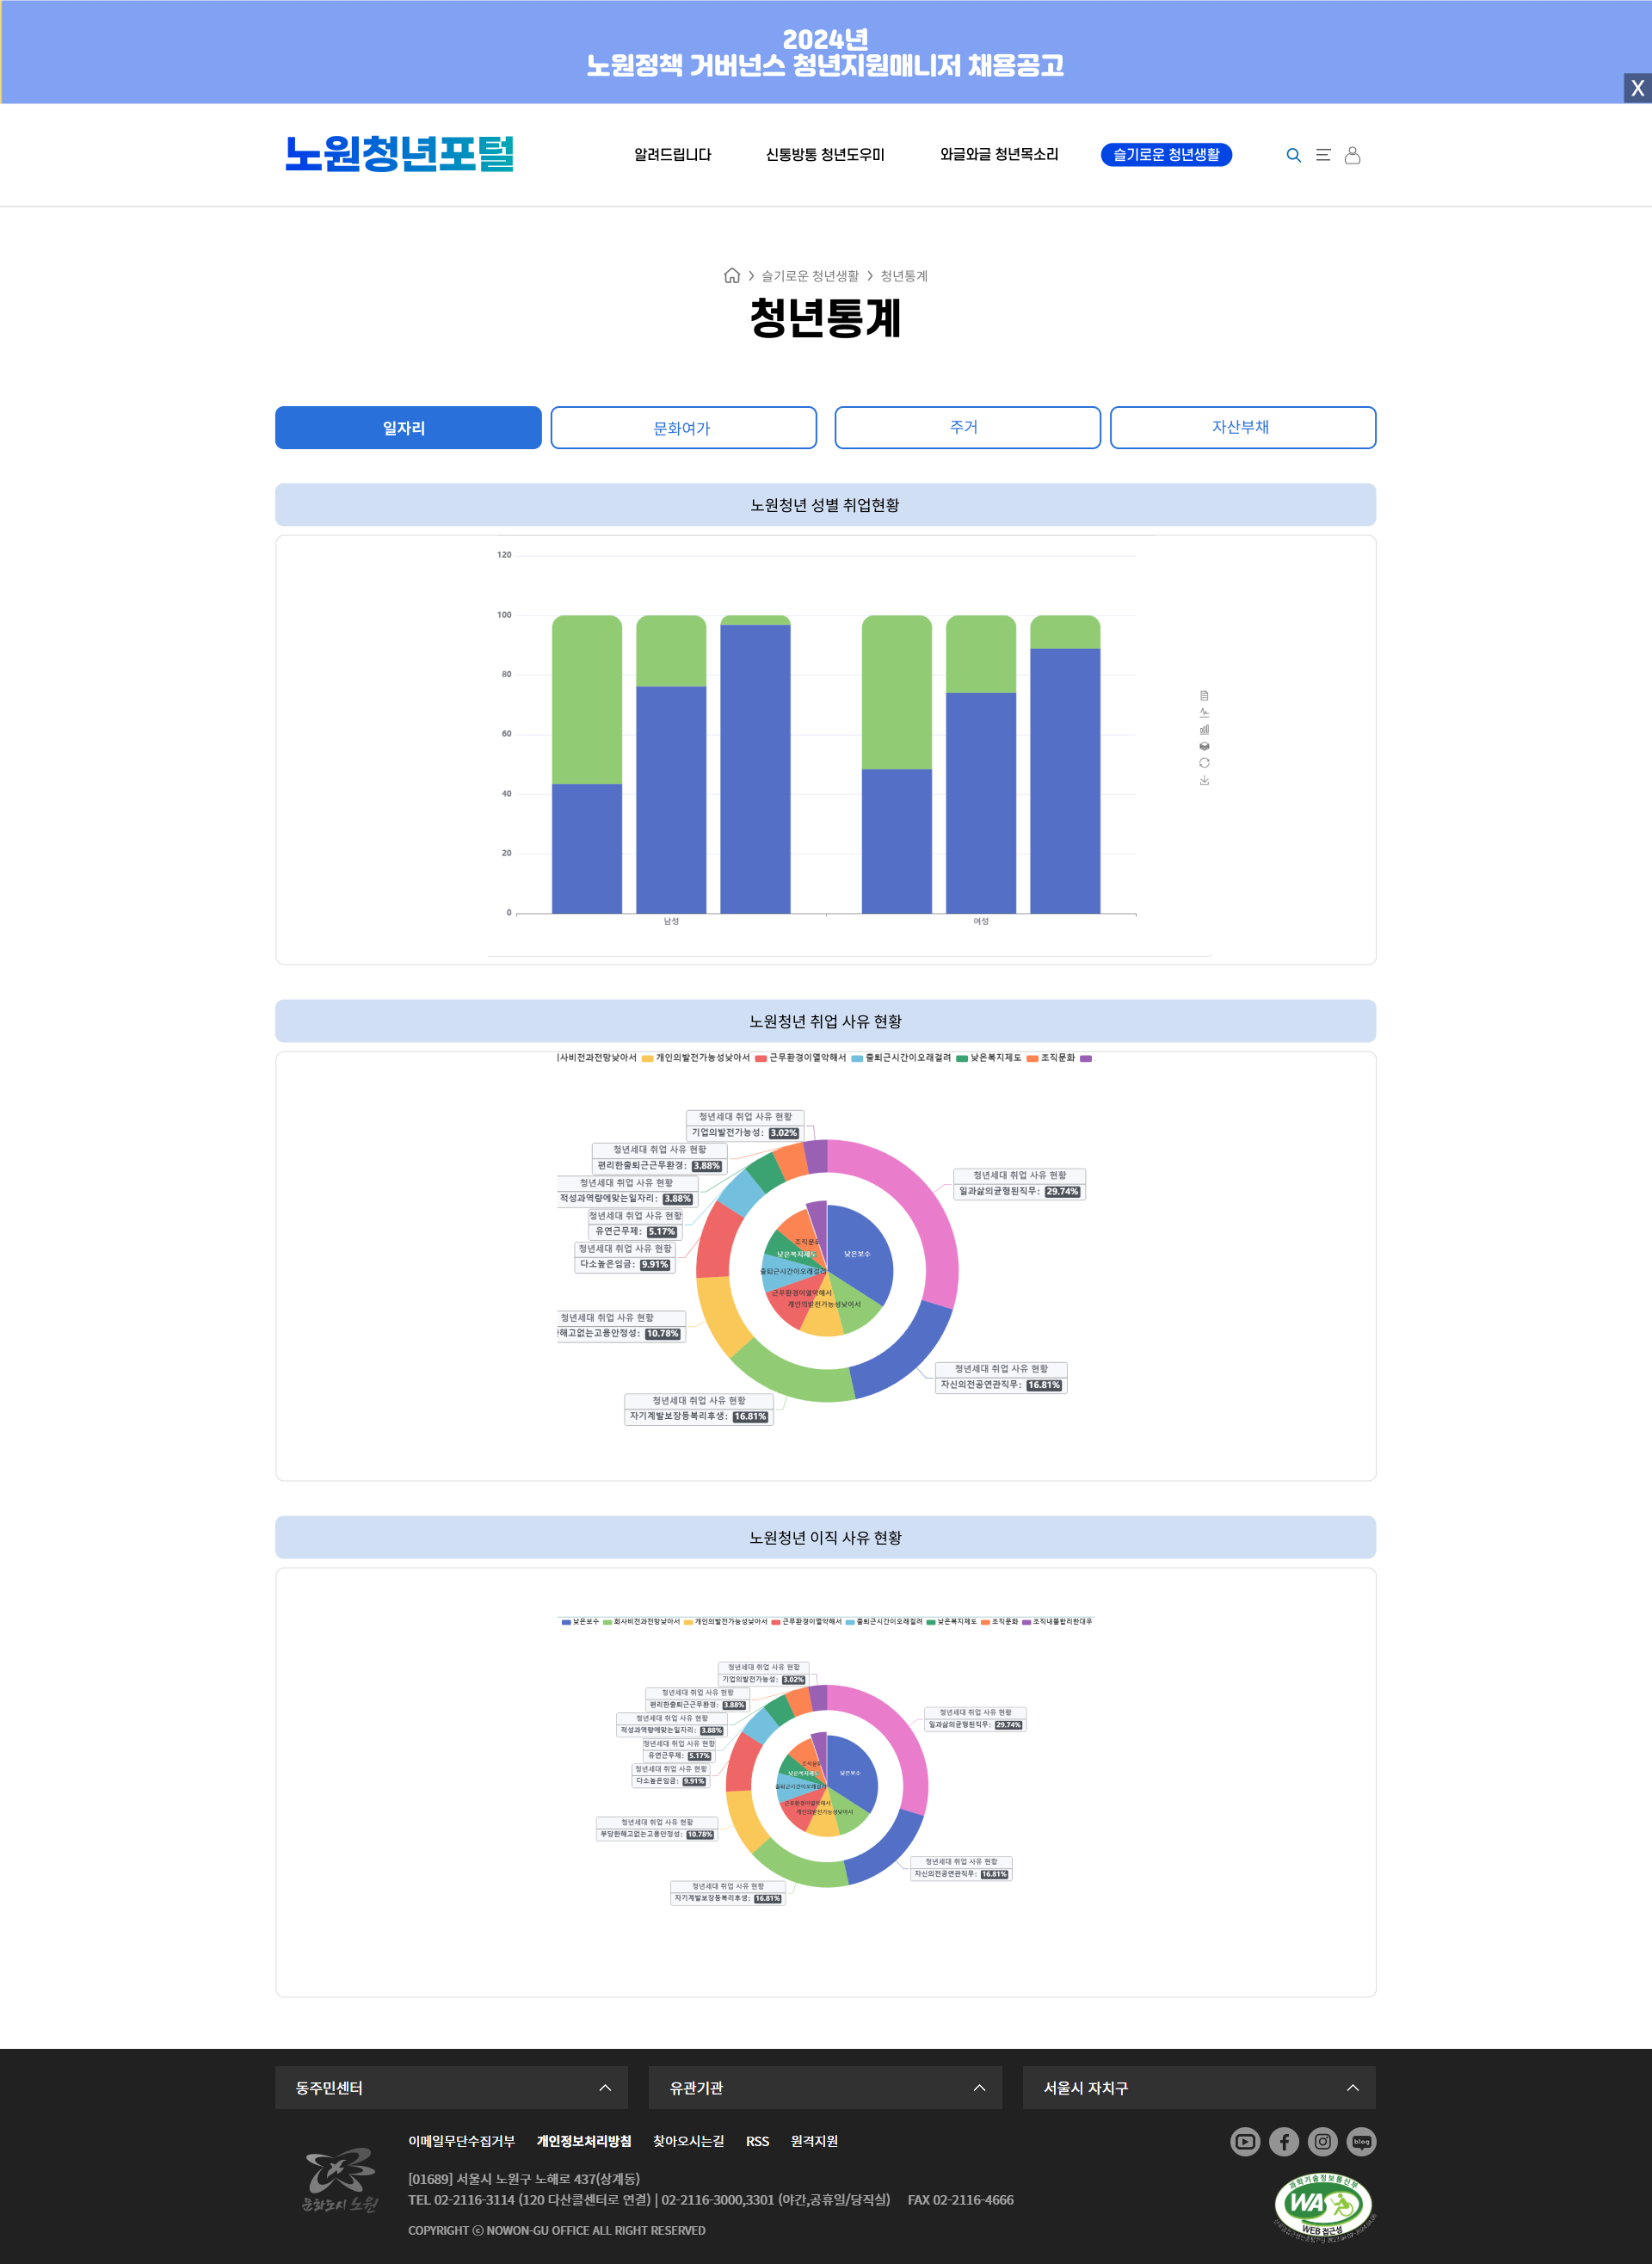 2024년
노원정책 거버넌스 청년지원매니저 채용공고
X
노원청년포털
알려드립니다 신통방통 청년도우미 와글와글 청년목소리 슬기로운 청년생활
슬기로운 청년생활 청년통계
청년통계
일자리 문화여가 주거 자산부채
노원청년 성별 취업현황
120
100
80
60
40
20
0
남성 여성
노원청년 취업 사유 현황
사비전과전망낮아서 개인의발전가능성낮아서 근무환경이열악해서 출퇴근시간이오래걸려 낮은복지제도 조직문화
청년세대 취업 사유 현황
기업의발전가능성: 3.02%
청년세대 취업 사유 현황
편리한출퇴근근무환경: 3.88%
청년세대 취업 사유 현황
적성과역량에맞는일자리: 3.88%
청년세대 취업 사유 현황
유연근무제: 5.17%
청년세대 취업 사유 현황
다소높은임금: 9.91%
청년세대 취업 사유 현황
해고없는고용안정성: 10.78%
청년세대 취업 사유 현황
자기계발보장등복리후생: 16.81%
청년세대 취업 사유 현황
일과삶의균형된직무: 29.74%
청년세대 취업 사유 현황
자신의전공연관직무: 16.81%
조직문화
낮은복지제도
낮은보수
출퇴근시간이오래걸려
근무환경이열악해서
개인의발전가능성낮아서
노원청년 이직 사유 현황
낮은보수 회사비전과전망낮아서 개인의발전가능성낮아서 근무환경이열악해서 출퇴근시간이오래걸려 낮은복지제도 조직문화 조직내불합리한대우
청년세대 취업 사유 현황
기업의발전가능성: 3.02%
청년세대 취업 사유 현황
편리한출퇴근근무환경: 3.88%
청년세대 취업 사유 현황
적성과역량에맞는일자리: 3.88%
청년세대 취업 사유 현황
유연근무제: 5.17%
청년세대 취업 사유 현황
다소높은임금: 9.91%
청년세대 취업 사유 현황
부당한해고없는고용안정성: 10.78%
청년세대 취업 사유 현황
자기계발보장등복리후생: 16.81%
청년세대 취업 사유 현황
일과삶의균형된직무: 29.74%
청년세대 취업 사유 현황
자신의전공연관직무: 16.81%
조직문화
낮은복지제도
낮은보수
출퇴근시간이오래걸려
근무환경이열악해서
개인의발전가능성낮아서
동주민센터 유관기관 서울시 자치구
이메일무단수집거부 개인정보처리방침 찾아오시는길 RSS 원격지원
blog
문화도시 노원
[01689] 서울시 노원구 노해로 437(상계동)
TEL 02-2116-3114 (120 다산콜센터로 연결) | 02-2116-3000,3301 (야간,공휴일/당직실) FAX 02-2116-4666
COPYRIGHT ⓒ NOWON-GU OFFICE ALL RIGHT RESERVED
과학기술정보통신부
WA
WEB 접근성